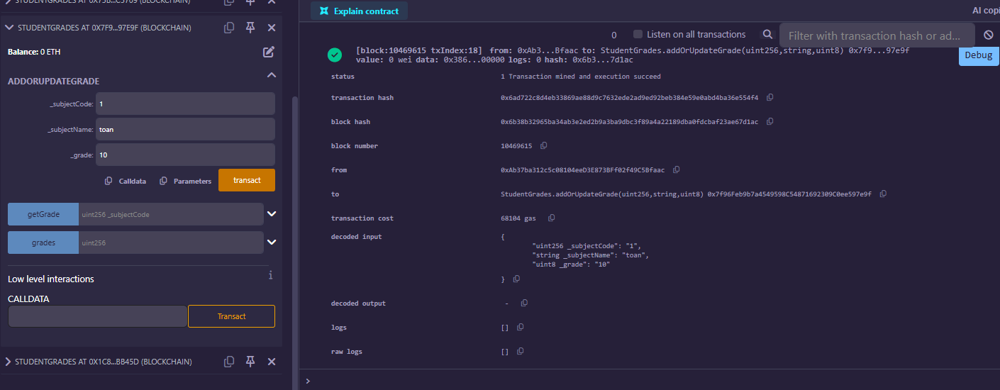 STUDENTGRADES AT 0X75B...C5709 (BLOCKCHAIN)
STUDENTGRADES AT 0X7F9...97E9F (BLOCKCHAIN)
Balance: 0 ETH
ADDORUPDATEGRADE
_subjectCode: 1
_subjectName: toan
_grade: 10
Calldata Parameters transact
getGrade uint256 _subjectCode
grades uint256
Low level interactions i
CALLDATA
Transact
STUDENTGRADES AT 0X1C8...BB45D (BLOCKCHAIN)
Explain contract
AI copi
0 Listen on all transactions Filter with transaction hash or ad...
[block:10469615 txIndex:18] from: 0xAb3...Bfaac to: StudentGrades.addOrUpdateGrade(uint256,string,uint8) 0x7f9...97e9f
value: 0 wei data: 0x386...00000 logs: 0 hash: 0x6b3...7d1ac
Debug
status 1 Transaction mined and execution succeed
transaction hash 0x6ad722c8d4eb33869ae88d9c7632ede2ad9ed92beb384e59e0abd4ba36e554f4
block hash 0x6b38b32965ba34ab3e2ed2b9a3ba9dbc3f89a4a22189dba0fdcbaf23ae67d1ac
block number 10469615
from 0xAb37ba312c5c08104eeD3E873BFf02f49C5Bfaac
to StudentGrades.addOrUpdateGrade(uint256,string,uint8) 0x7f96Feb9b7a4549598C54871692309C0ee597e9f
transaction cost 68104 gas
decoded input {
"uint256 _subjectCode": "1",
"string _subjectName": "toan",
"uint8 _grade": "10"
}
decoded output -
logs []
raw logs []
>